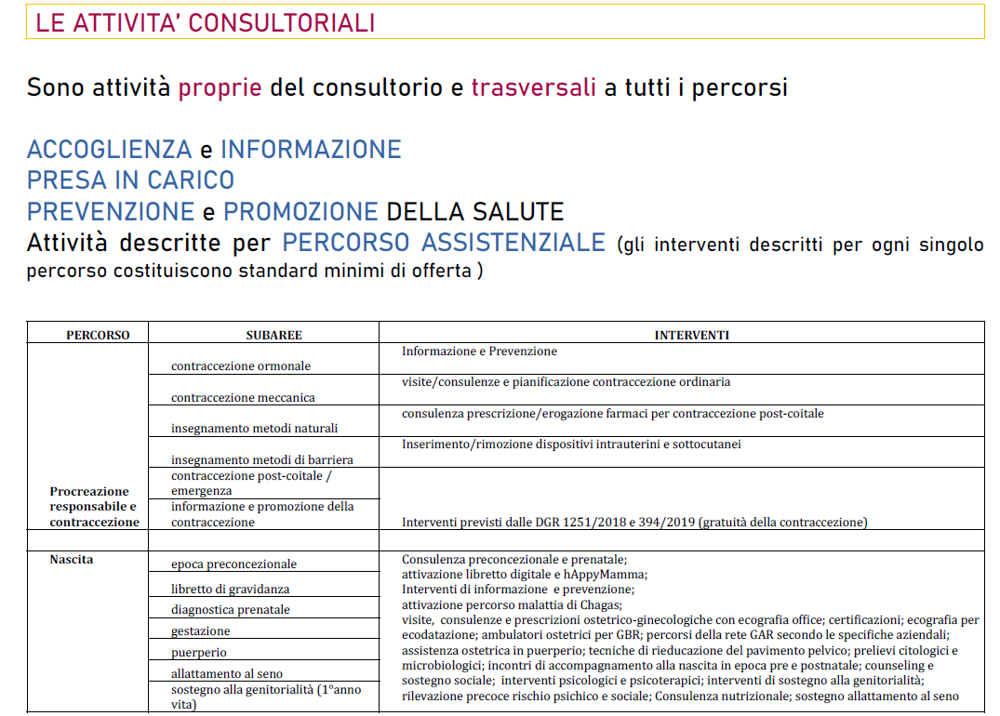 LE ATTIVITA’ CONSULTORIALI
Sono attività proprie del consultorio e trasversali a tutti i percorsi
ACCOGLIENZA e INFORMAZIONE
PRESA IN CARICO
PREVENZIONE e PROMOZIONE DELLA SALUTE
Attività descritte per PERCORSO ASSISTENZIALE (gli interventi descritti per ogni singolo
percorso costituiscono standard minimi di offerta )
PERCORSO SUBAREE INTERVENTI
Procreazione
responsabile e
contraccezione
contraccezione ormonale
contraccezione meccanica
insegnamento metodi naturali
insegnamento metodi di barriera
contraccezione post-coitale /
emergenza
informazione e promozione della
contraccezione
Informazione e Prevenzione
visite/consulenze e pianificazione contraccezione ordinaria
consulenza prescrizione/erogazione farmaci per contraccezione post-coitale
Inserimento/rimozione dispositivi intrauterini e sottocutanei
Interventi previsti dalle DGR 1251/2018 e 394/2019 (gratuità della contraccezione)
Nascita
epoca preconcezionale
libretto di gravidanza
diagnostica prenatale
gestazione
puerperio
allattamento al seno
sostegno alla genitorialità (1°anno
vita)
Consulenza preconcezionale e prenatale;
attivazione libretto digitale e hAppyMamma;
Interventi di informazione e prevenzione;
attivazione percorso malattia di Chagas;
visite, consulenze e prescrizioni ostetrico-ginecologiche con ecografia office; certificazioni; ecografia per
ecodatazione; ambulatori ostetrici per GBR; percorsi della rete GAR secondo le specifiche aziendali;
assistenza ostetrica in puerperio; tecniche di rieducazione del pavimento pelvico; prelievi citologici e
microbiologici; incontri di accompagnamento alla nascita in epoca pre e postnatale; counseling e
sostegno sociale; interventi psicologici e psicoterapici; interventi di sostegno alla genitorialità;
rilevazione precoce rischio psichico e sociale; Consulenza nutrizionale; sostegno allattamento al seno